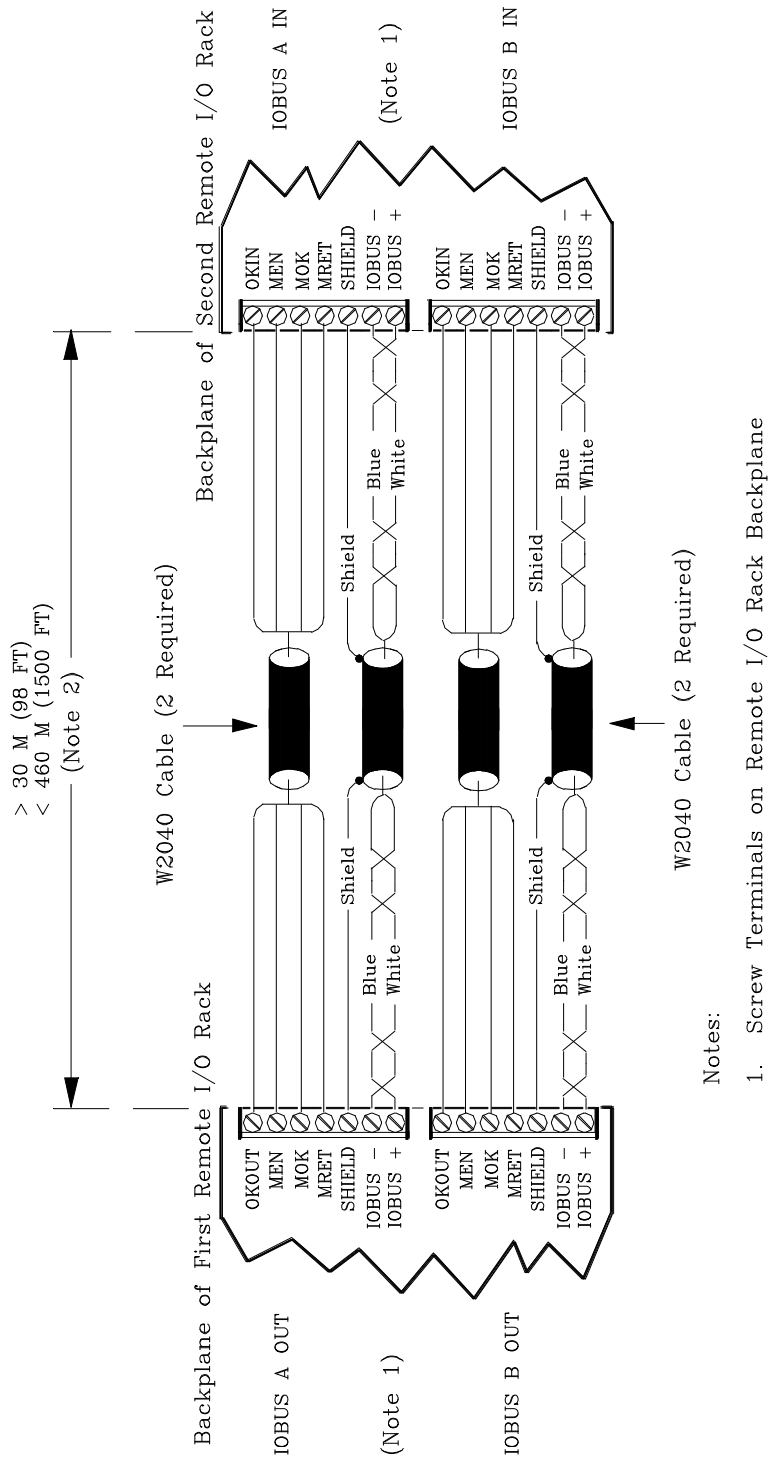 > 30 M (98 FT)
< 460 M (1500 FT)
(Note 2)
W2040 Cable (2 Required)
Backplane of First Remote I/O Rack
Backplane of Second Remote I/O Rack
IOBUS A OUT
OKOUT
MEN
MOK
MRET
SHIELD
IOBUS -
IOBUS +
Shield
Blue
White
Shield
Blue
White
OKIN
MEN
MOK
MRET
SHIELD
IOBUS -
IOBUS +
IOBUS A IN
(Note 1)
(Note 1)
IOBUS B OUT
OKOUT
MEN
MOK
MRET
SHIELD
IOBUS -
IOBUS +
Shield
Blue
White
Shield
Blue
White
OKIN
MEN
MOK
MRET
SHIELD
IOBUS -
IOBUS +
IOBUS B IN
W2040 Cable (2 Required)
Notes:
1. Screw Terminals on Remote I/O Rack Backplane